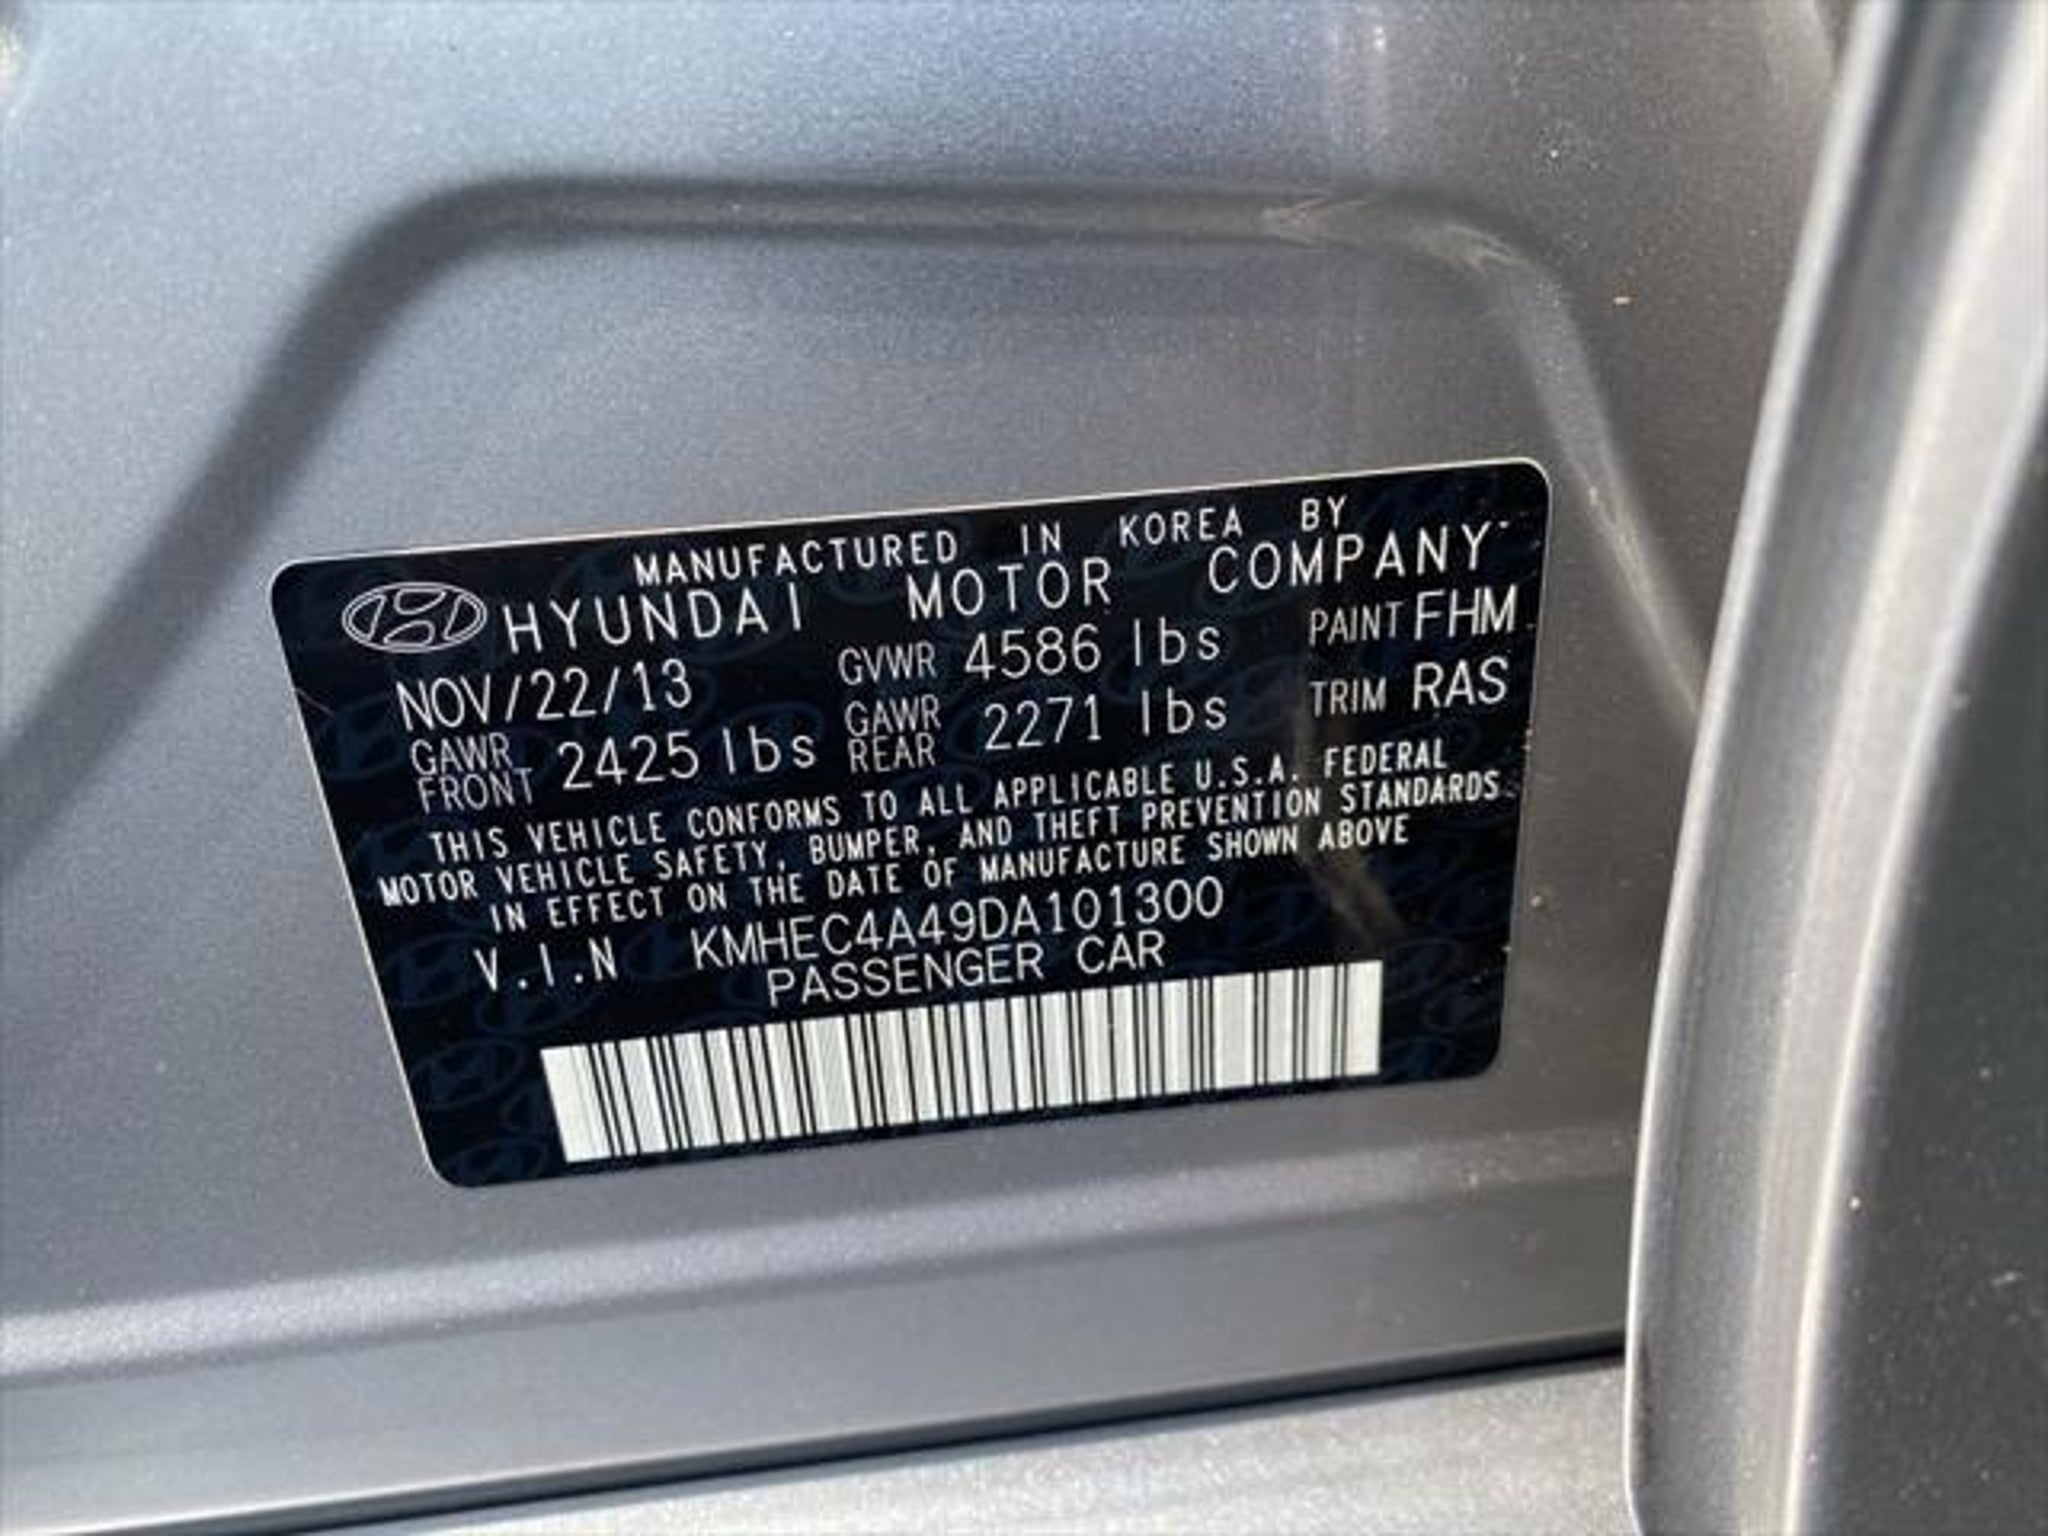 MANUFACTURED IN KOREA BY
HYUNDAI MOTOR COMPANY
NOV/22/13 GVWR 4586 lbs PAINT FHM
GAWR FRONT 2425 lbs GAWR REAR 2271 lbs TRIM RAS
THIS VEHICLE CONFORMS TO ALL APPLICABLE U.S.A. FEDERAL
MOTOR VEHICLE SAFETY, BUMPER, AND THEFT PREVENTION STANDARDS
IN EFFECT ON THE DATE OF MANUFACTURE SHOWN ABOVE
V.I.N KMHEC4A49DA101300
PASSENGER CAR